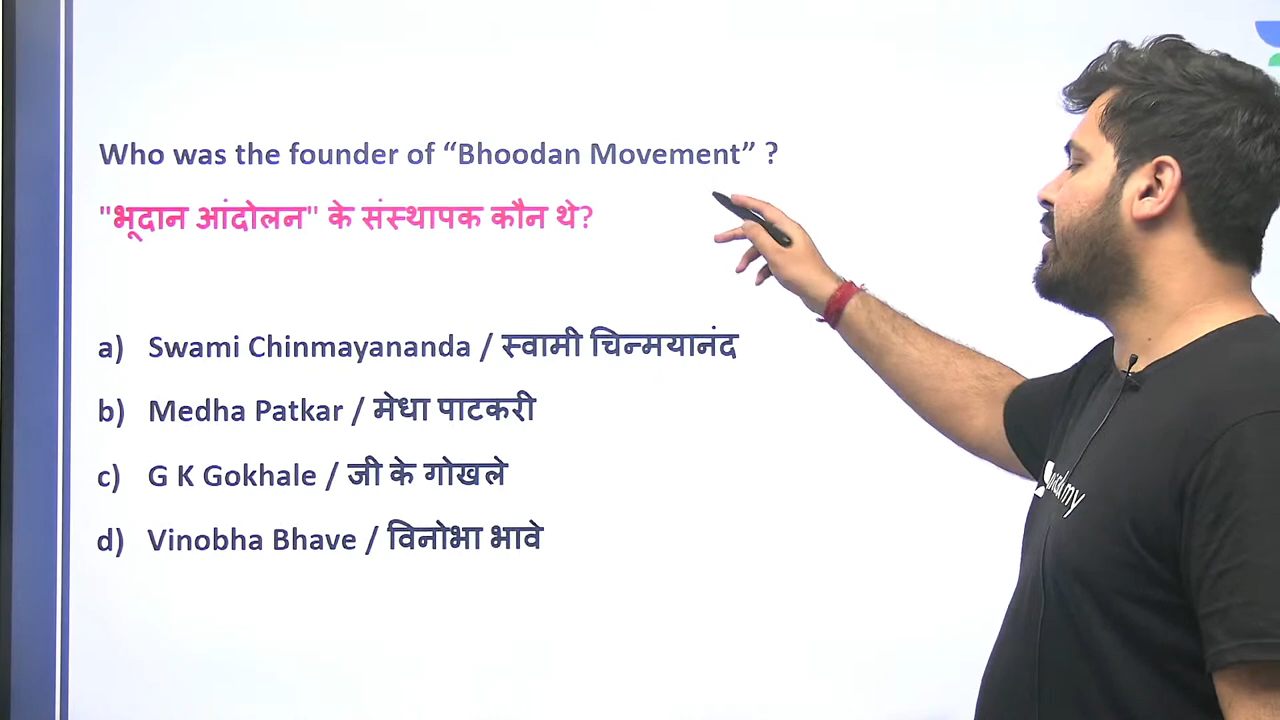 Who was the founder of “Bhoodan Movement” ?
"भूदान आंदोलन" के संस्थापक कौन थे?
a) Swami Chinmayananda / स्वामी चिन्मयानंद
b) Medha Patkar / मेधा पाटकरी
c) G K Gokhale / जी के गोखले
d) Vinobha Bhave / विनोभा भावे